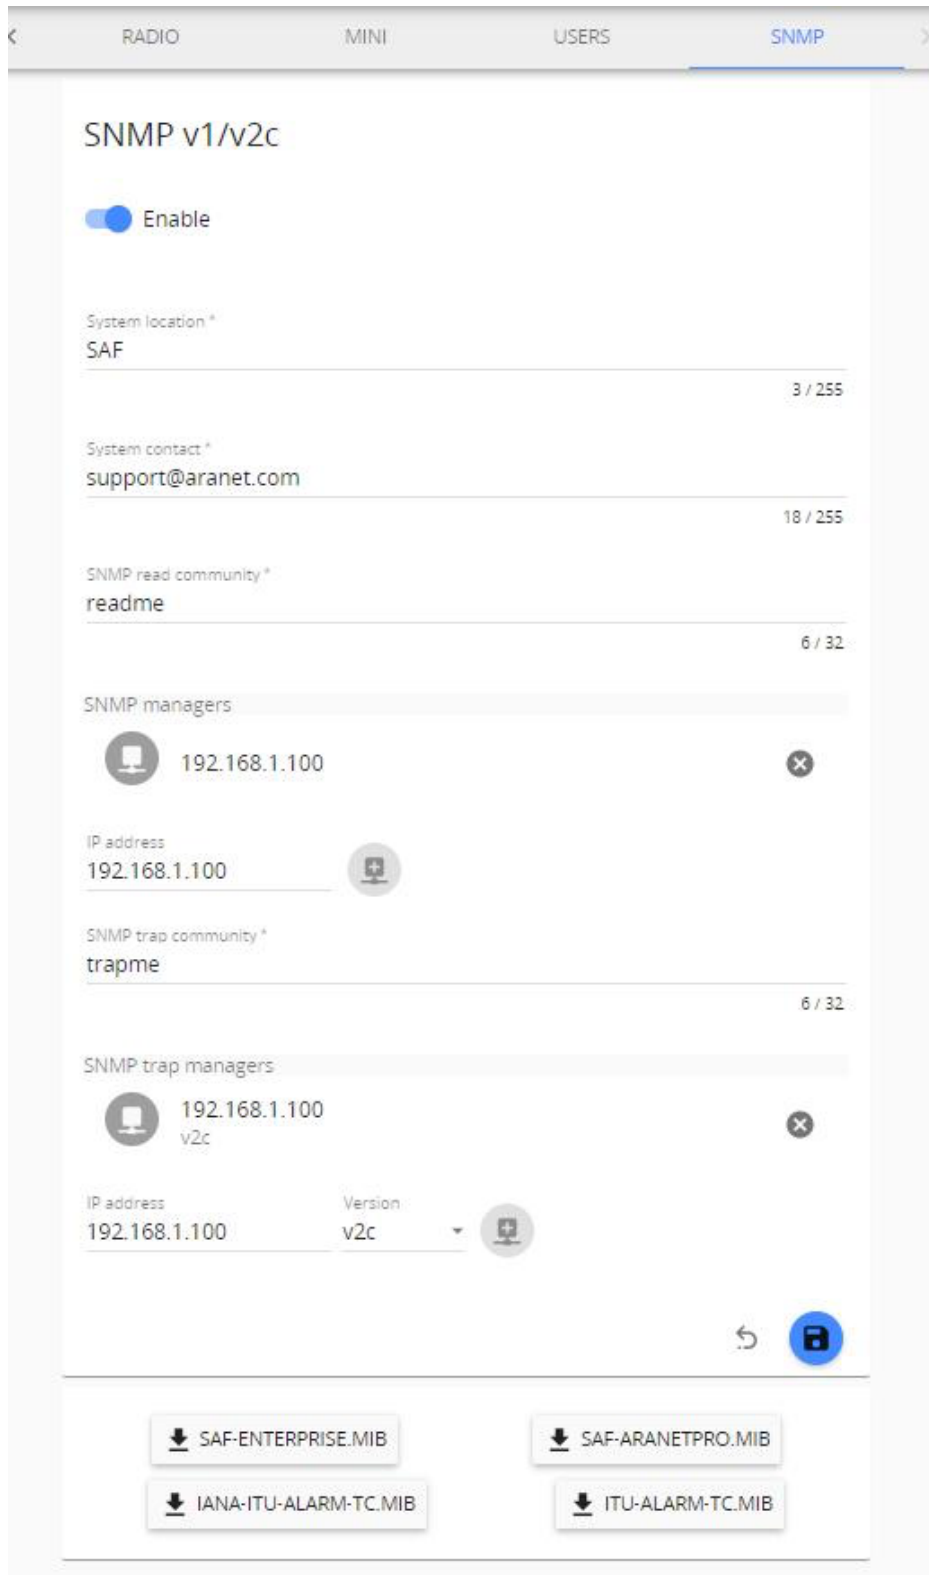 RADIO MINI USERS SNMP
SNMP v1/v2c
Enable
System location *
SAF
3 / 255
System contact *
support@aranet.com
18 / 255
SNMP read community *
readme
6 / 32
SNMP managers
192.168.1.100
IP address
192.168.1.100
SNMP trap community *
trapme
6 / 32
SNMP trap managers
192.168.1.100
v2c
IP address Version
192.168.1.100 v2c
SAF-ENTERPRISE.MIB SAF-ARANETPRO.MIB
IANA-ITU-ALARM-TC.MIB ITU-ALARM-TC.MIB